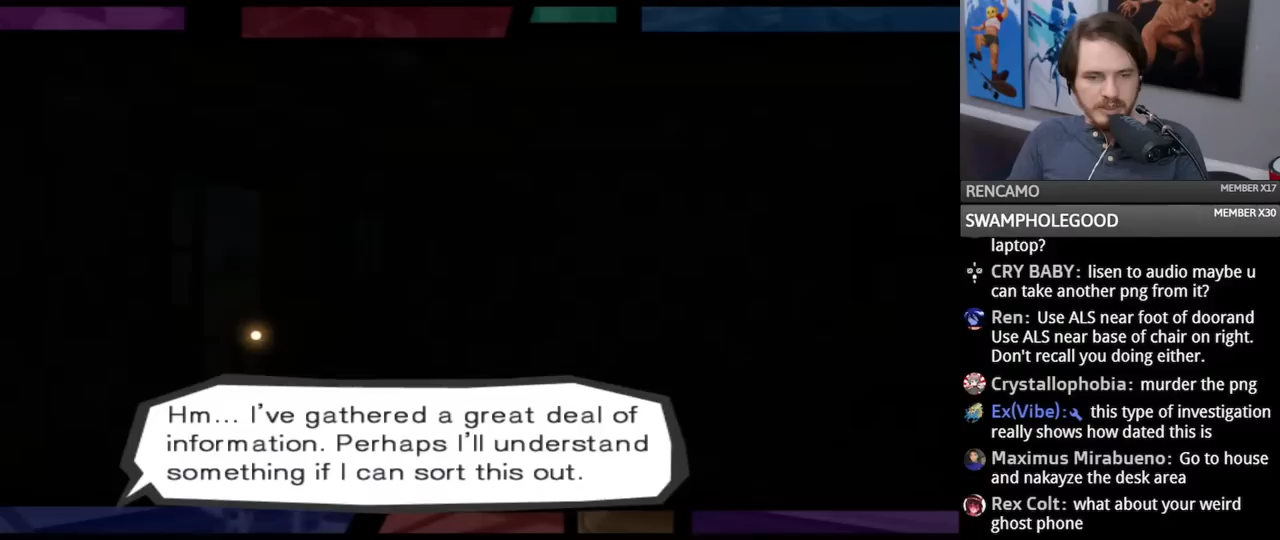 Hm... I've gathered a great deal of
information. Perhaps I'll understand
something if I can sort this out.
RENCAMO
MEMBER X17
SWAMPHOLEGOOD
MEMBER X30
laptop?
CRY BABY: lisen to audio maybe u
can take another png from it?
Ren: Use ALS near foot of doorand
Use ALS near base of chair on right.
Don't recall you doing either.
Crystallophobia: murder the png
Ex(Vibe): this type of investigation
really shows how dated this is
Maximus Mirabueno: Go to house
and nakayze the desk area
Rex Colt: what about your weird
ghost phone